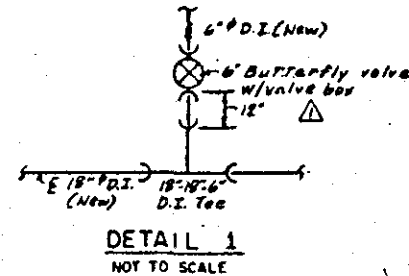 6"ϕ D.I. (New)
6" Butterfly valve
w/valve box
12"
1
18"ϕ D.I.
(New)
18"-18"-6"
D.I. Tee
DETAIL 1
NOT TO SCALE